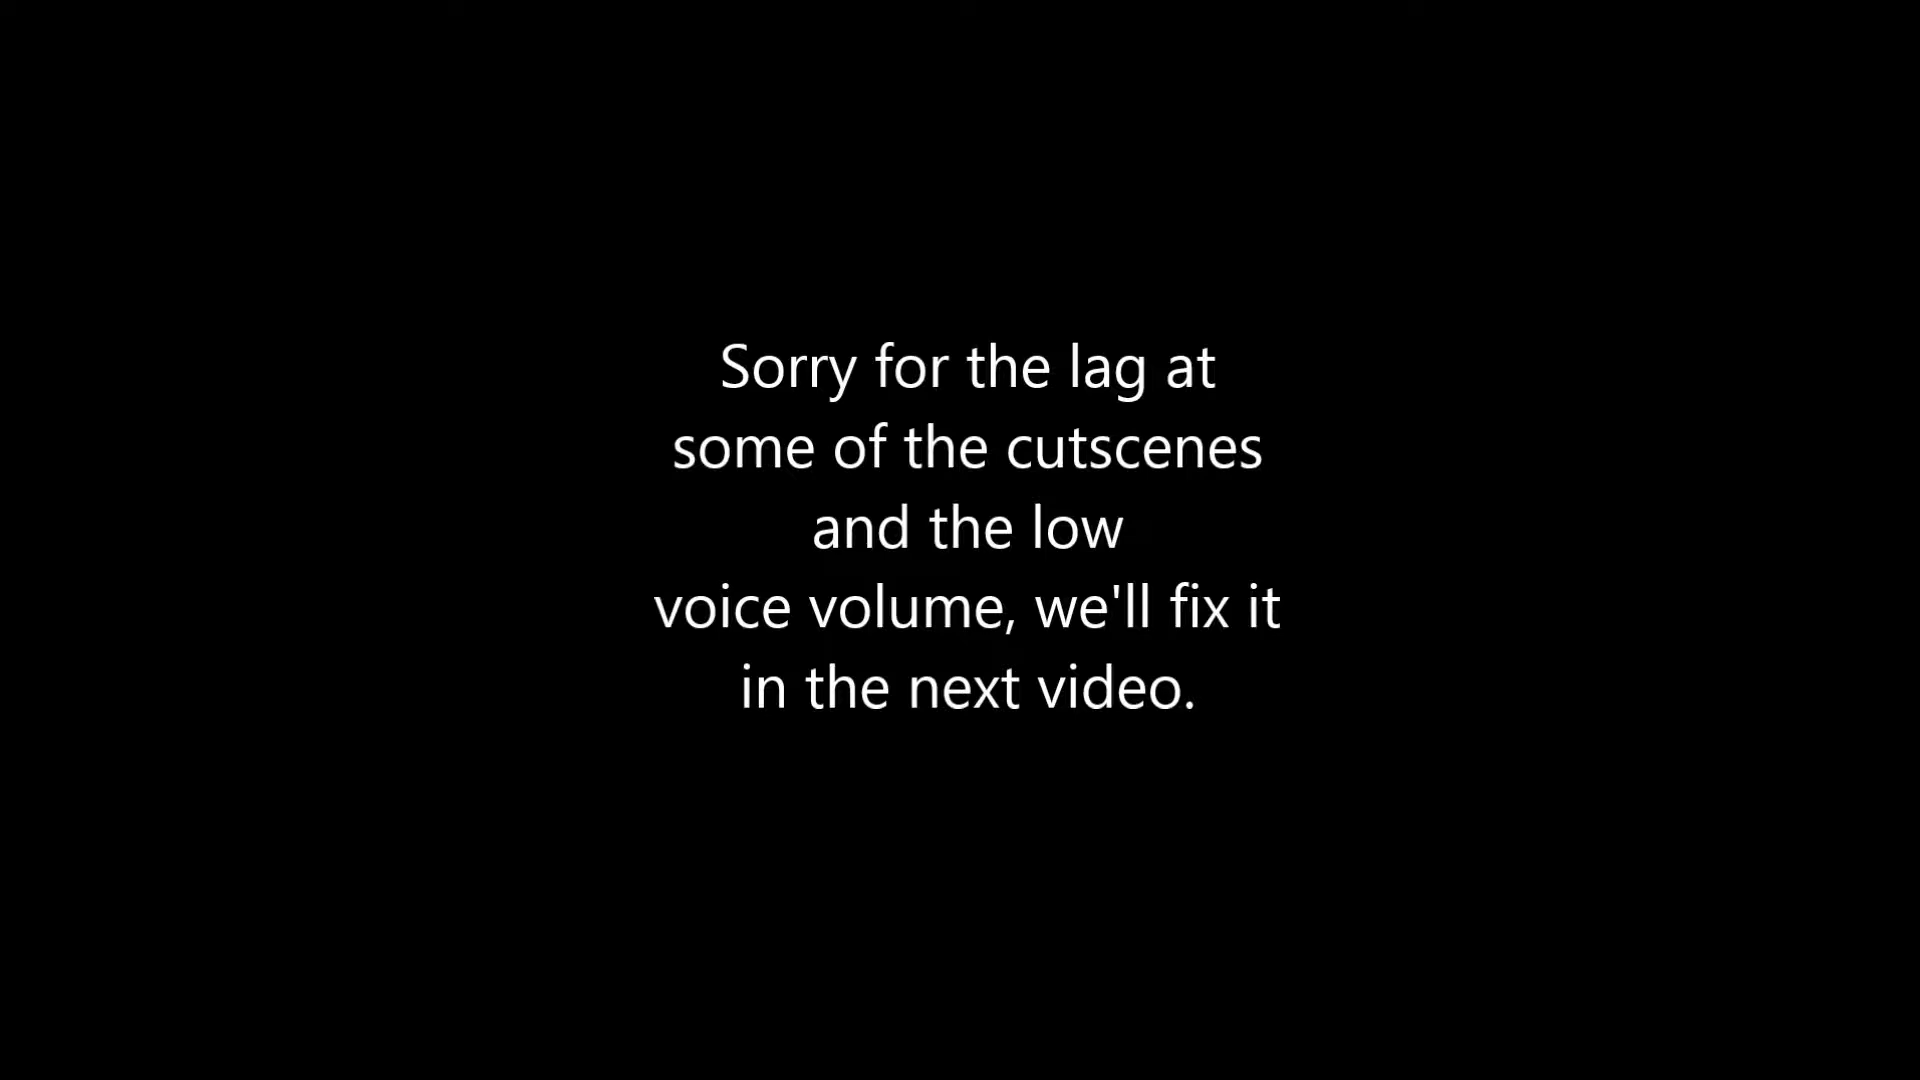 Sorry for the lag at
some of the cutscenes
and the low
voice volume, we'll fix it
in the next video.